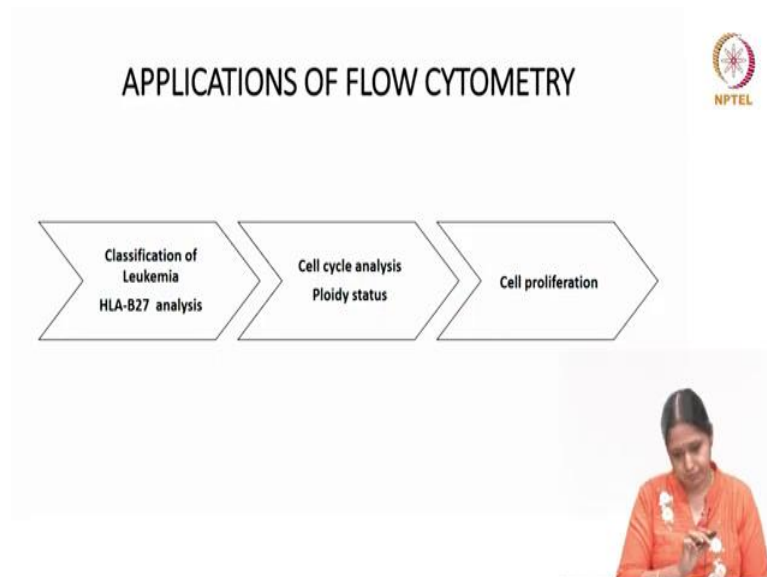 APPLICATIONS OF FLOW CYTOMETRY
NPTEL
Classification of
Leukemia
HLA-B27 analysis
Cell cycle analysis
Ploidy status
Cell proliferation